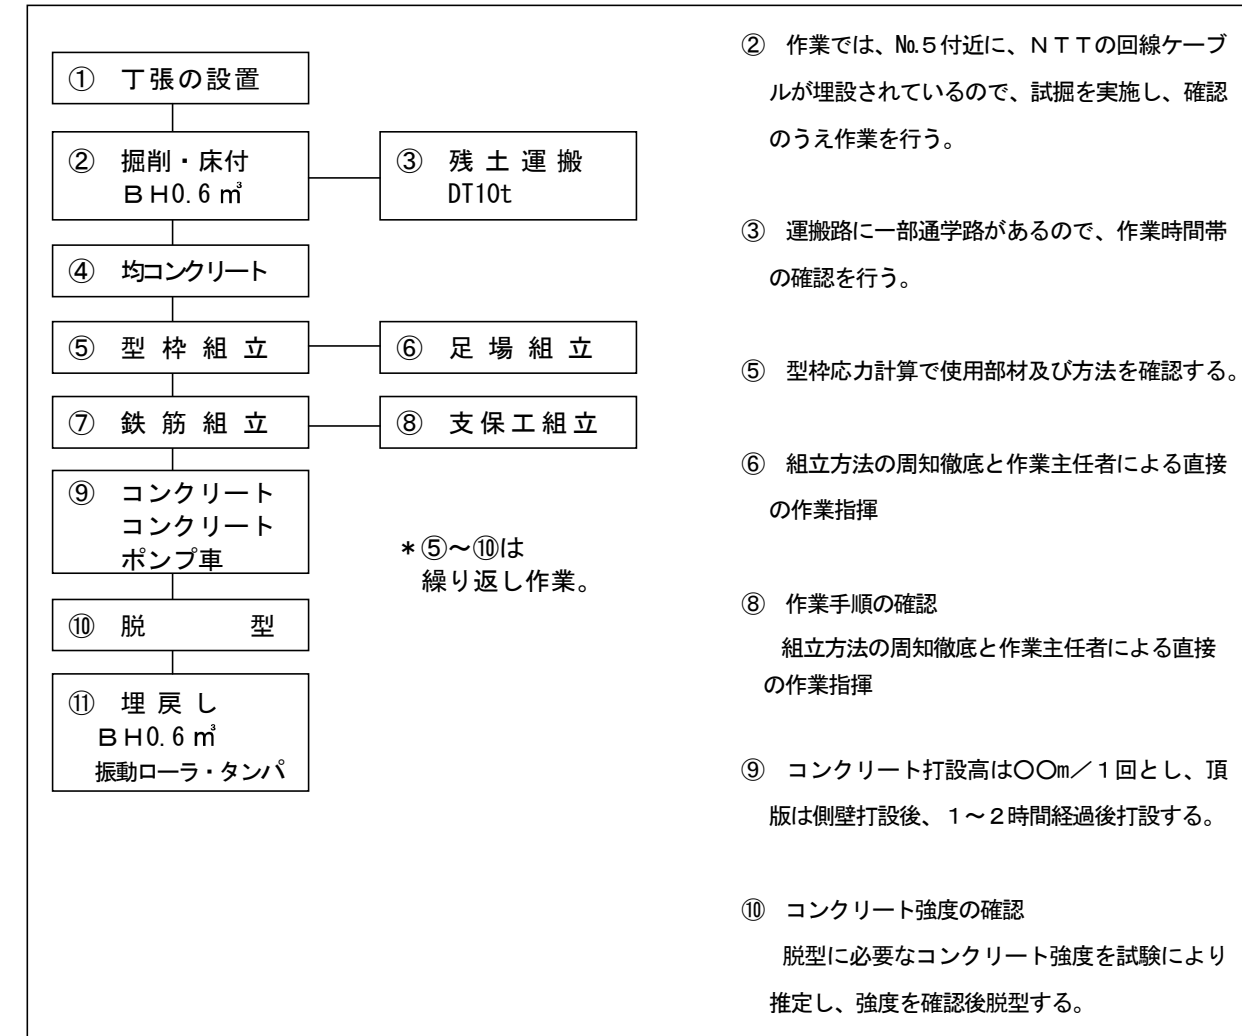 ① 丁張の設置
② 掘削・床付
ＢＨ0.6㎥
③ 残土運搬
DT10t
④ 均コンクリート
⑤ 型枠組立
⑥ 足場組立
⑦ 鉄筋組立
⑧ 支保工組立
⑨ コンクリート
コンクリート
ポンプ車
⑩ 脱　　　型
⑪ 埋戻し
ＢＨ0.6㎥
振動ローラ・タンパ
＊⑤～⑩は
繰り返し作業。
② 作業では、№５付近に、ＮＴＴの回線ケーブ
ルが埋設されているので、試掘を実施し、確認
のうえ作業を行う。
③ 運搬路に一部通学路があるので、作業時間帯
の確認を行う。
⑤ 型枠応力計算で使用部材及び方法を確認する。
⑥ 組立方法の周知徹底と作業主任者による直接
の作業指揮
⑧ 作業手順の確認
組立方法の周知徹底と作業主任者による直接
の作業指揮
⑨ コンクリート打設高は〇〇m／１回とし、頂
版は側壁打設後、１～２時間経過後打設する。
⑩ コンクリート強度の確認
脱型に必要なコンクリート強度を試験により
推定し、強度を確認後脱型する。